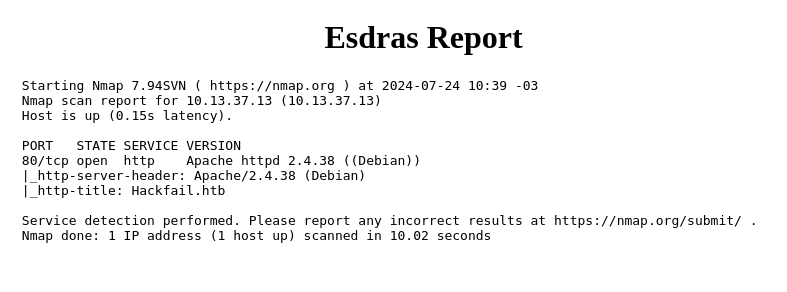 Esdras Report
Starting Nmap 7.94SVN ( https://nmap.org ) at 2024-07-24 10:39 -03
Nmap scan report for 10.13.37.13 (10.13.37.13)
Host is up (0.15s latency).
PORT   STATE SERVICE VERSION
80/tcp open  http    Apache httpd 2.4.38 ((Debian))
|_http-server-header: Apache/2.4.38 (Debian)
|_http-title: Hackfail.htb
Service detection performed. Please report any incorrect results at https://nmap.org/submit/ .
Nmap done: 1 IP address (1 host up) scanned in 10.02 seconds